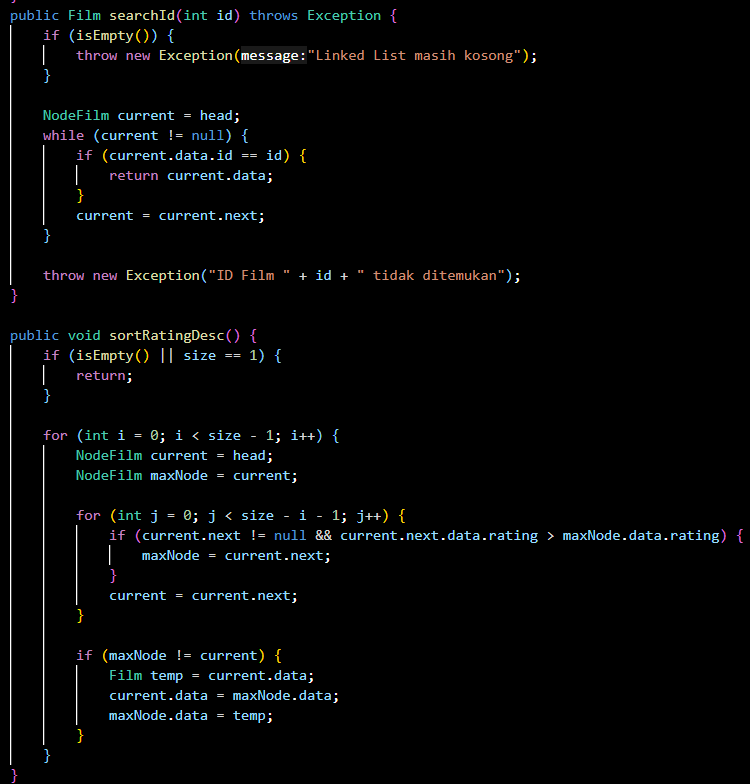 public Film searchId(int id) throws Exception {
    if (isEmpty()) {
        throw new Exception(message:"Linked List masih kosong");
    }

    NodeFilm current = head;
    while (current != null) {
        if (current.data.id == id) {
            return current.data;
        }
        current = current.next;
    }

    throw new Exception("ID Film " + id + " tidak ditemukan");
}

public void sortRatingDesc() {
    if (isEmpty() || size == 1) {
        return;
    }

    for (int i = 0; i < size - 1; i++) {
        NodeFilm current = head;
        NodeFilm maxNode = current;

        for (int j = 0; j < size - i - 1; j++) {
            if (current.next != null && current.next.data.rating > maxNode.data.rating) {
                maxNode = current.next;
            }
            current = current.next;
        }

        if (maxNode != current) {
            Film temp = current.data;
            current.data = maxNode.data;
            maxNode.data = temp;
        }
    }
}